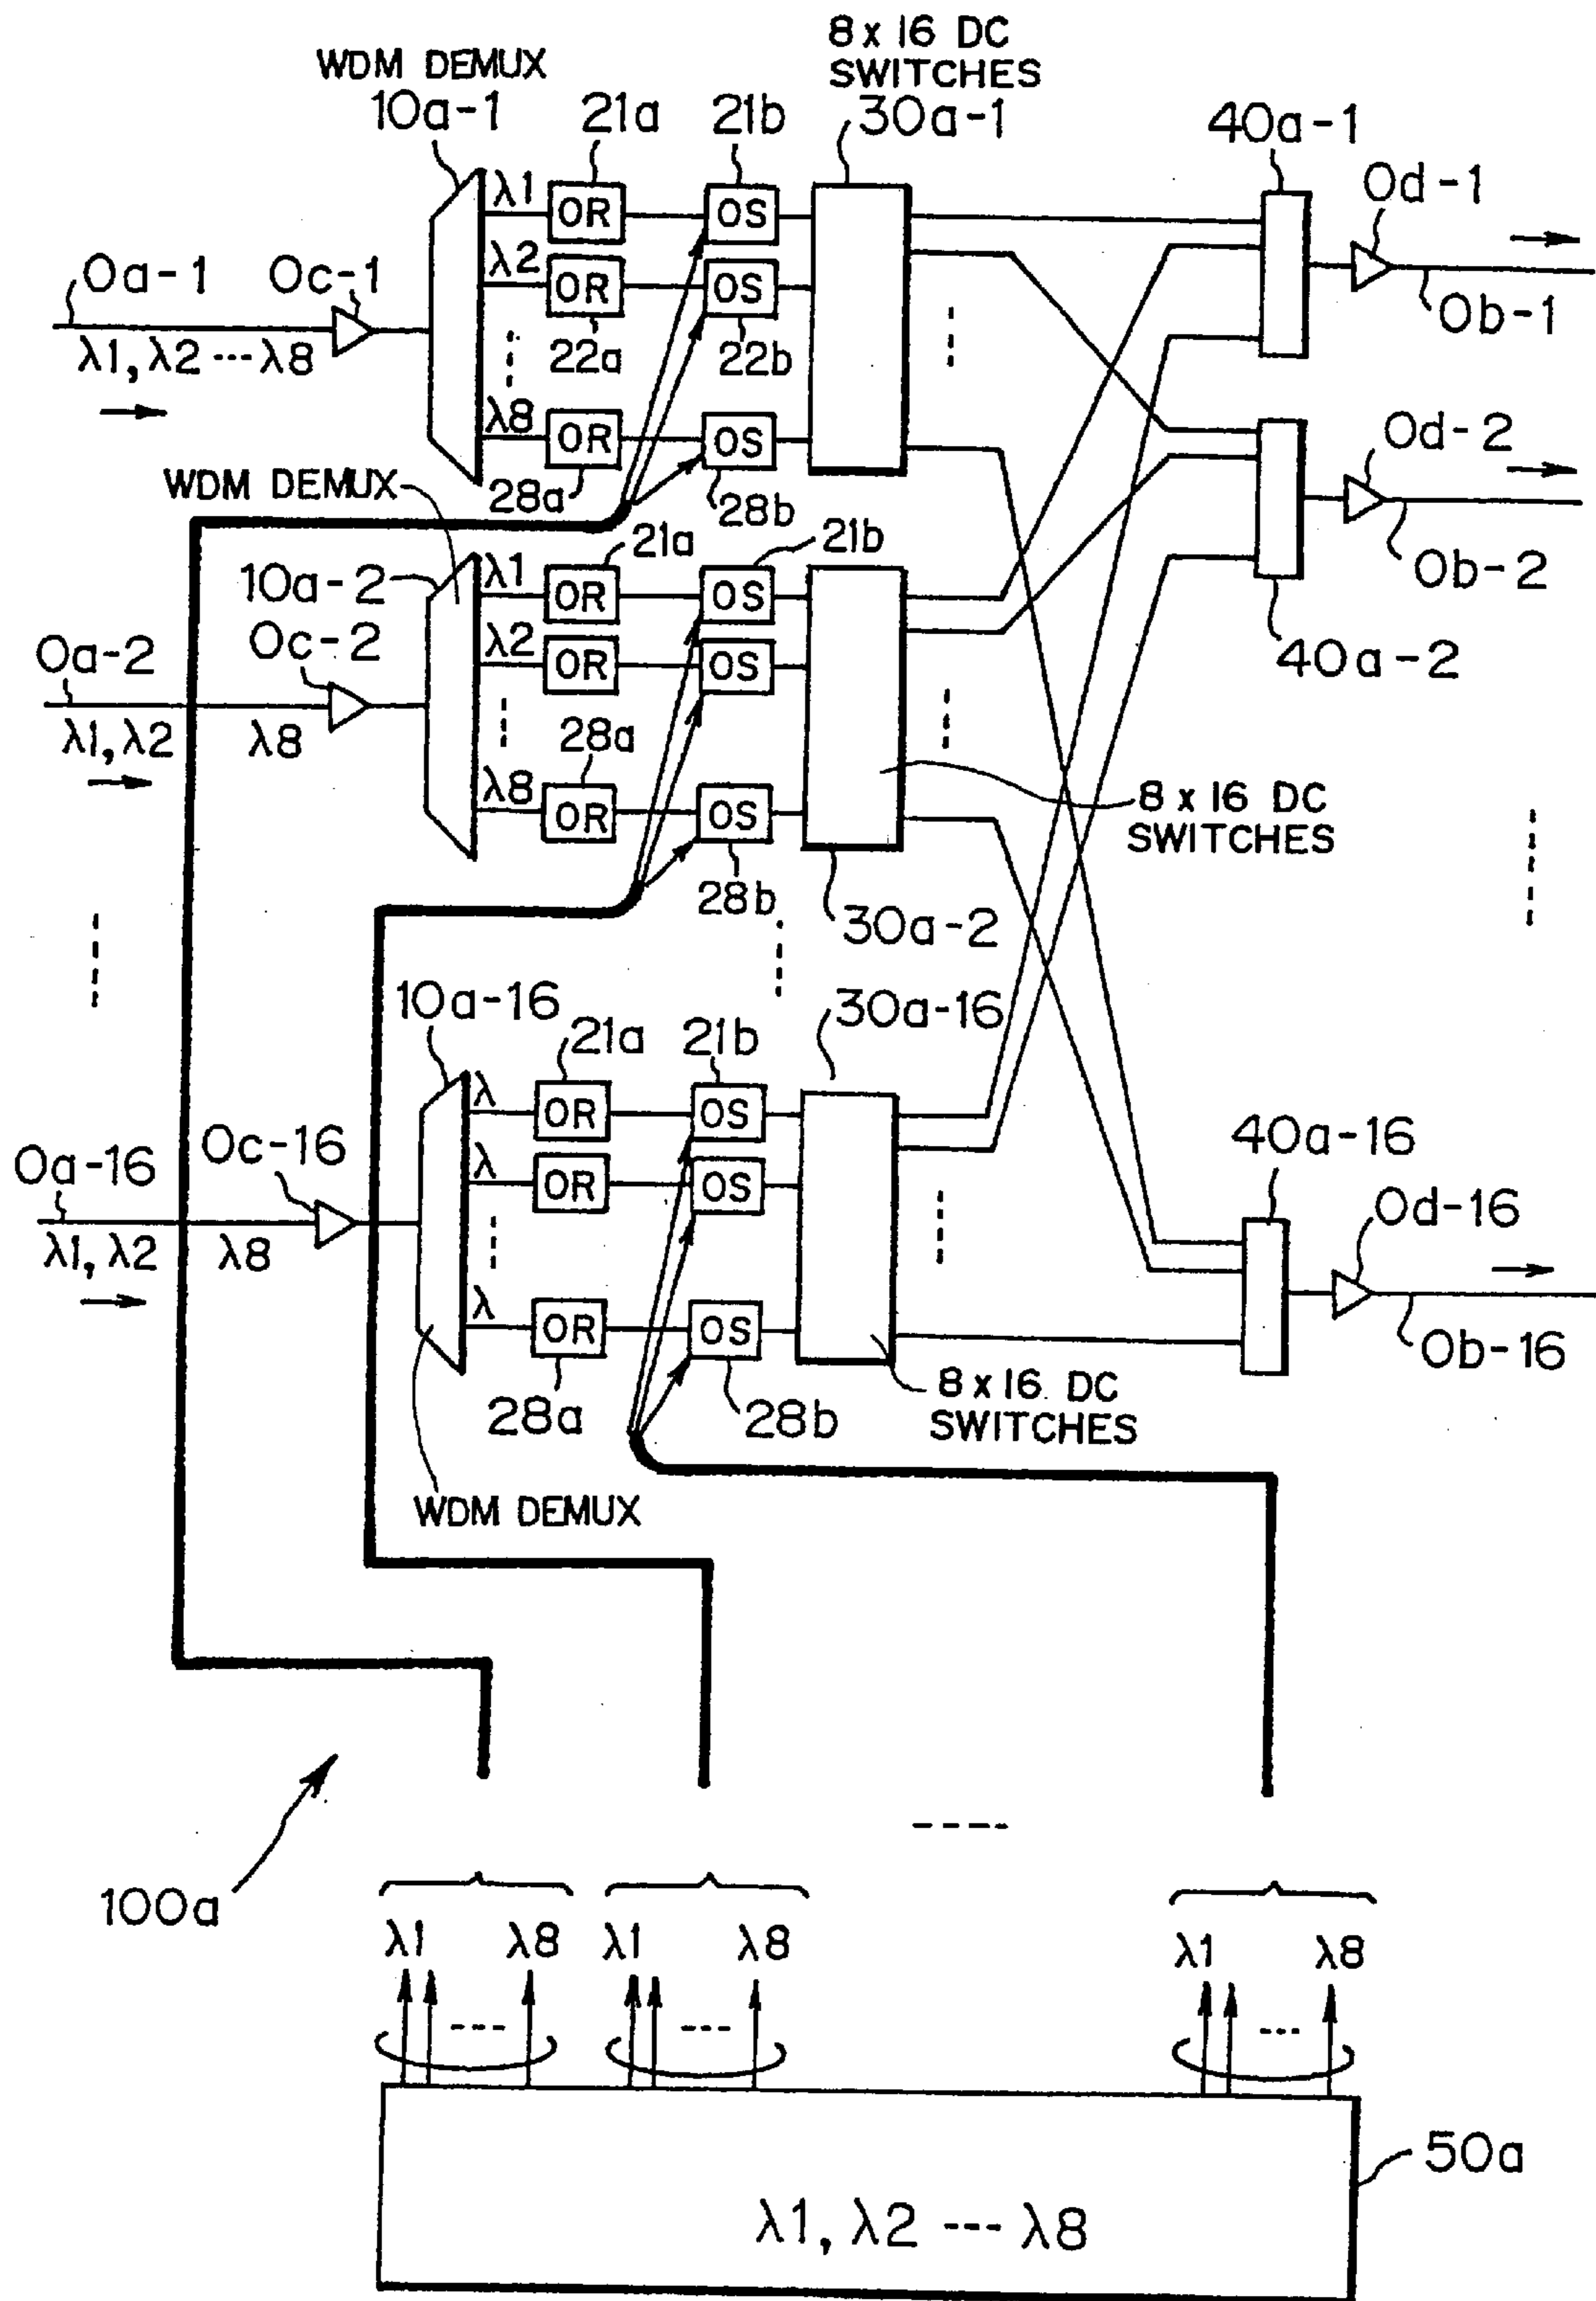 8 x 16 DC
SWITCHES
30a-1
WDM DEMUX
10a-1
21a
21b
40a-1
Od-1
λ1
OR
OS
Oa-1
Oc-1
λ2
OR
OS
Ob-1
λ1, λ2 --- λ8
22a
22b
λ8
OR
OS
Od-2
WDM DEMUX
28a
28b
21a
21b
Ob-2
10a-2
λ1
OR
OS
Oa-2
Oc-2
λ2
OR
OS
40a-2
λ1, λ2
λ8
28a
λ8
OR
OS
8 x 16 DC
SWITCHES
28b
30a-2
10a-16
21a
21b
30a-16
λ
OR
OS
40a-16
Oa-16
Oc-16
λ
OR
OS
Od-16
λ1, λ2
λ8
λ
OR
OS
Ob-16
28a
28b
8 x 16 DC
SWITCHES
WDM DEMUX
100a
λ1
λ8
λ1
λ8
λ1
λ8
---
---
---
50a
λ1, λ2 --- λ8